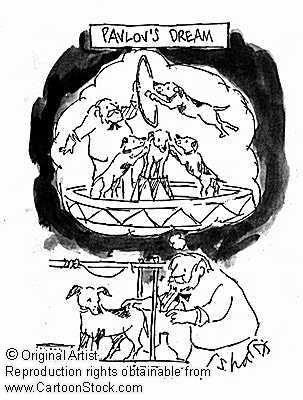 PAVLOV'S DREAM
© Original Artist
Reproduction rights obtainable from
www.CartoonStock.com